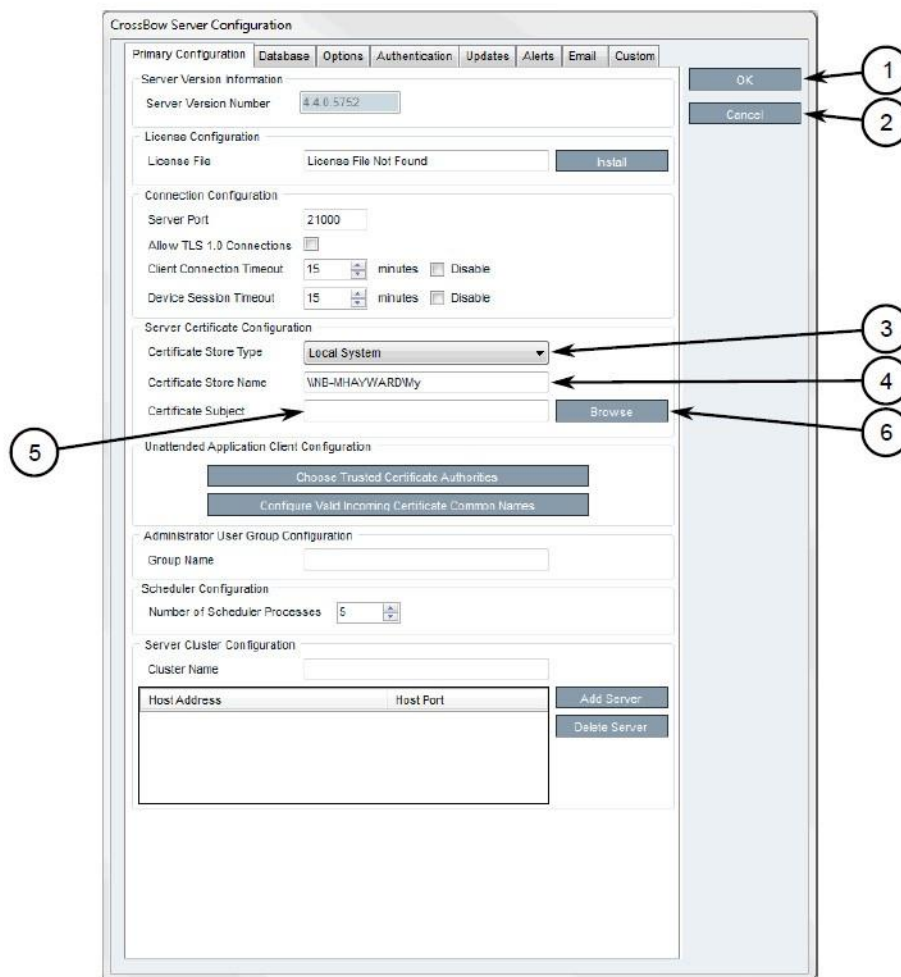 CrossBow Server Configuration
Primary Configuration Database Options Authentication Updates Alerts Email Custom
OK
1
Cancel
2
Server Version Information
Server Version Number 4.4.0.5752
License Configuration
License File License File Not Found Install
Connection Configuration
Server Port 21000
Allow TLS 1.0 Connections
Client Connection Timeout 15 minutes Disable
Device Session Timeout 15 minutes Disable
Server Certificate Configuration
Certificate Store Type Local System
3
Certificate Store Name \\NB-MHAYWARD\My
4
Certificate Subject Browse
5
6
Unattended Application Client Configuration
Choose Trusted Certificate Authorities
Configure Valid Incoming Certificate Common Names
Administrator User Group Configuration
Group Name
Scheduler Configuration
Number of Scheduler Processes 5
Server Cluster Configuration
Cluster Name
Host Address Host Port Add Server
Delete Server